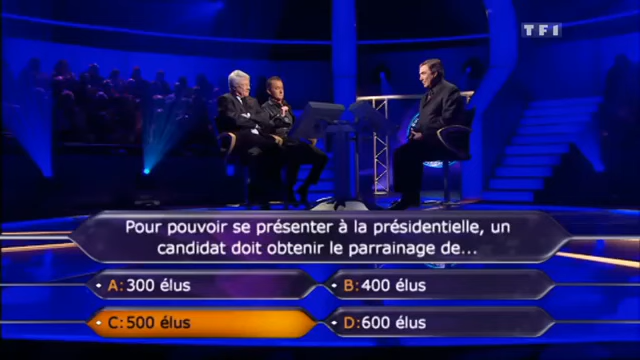 TF1
Pour pouvoir se présenter à la présidentielle, un
candidat doit obtenir le parrainage de...
A: 300 élus
B: 400 élus
C: 500 élus
D: 600 élus